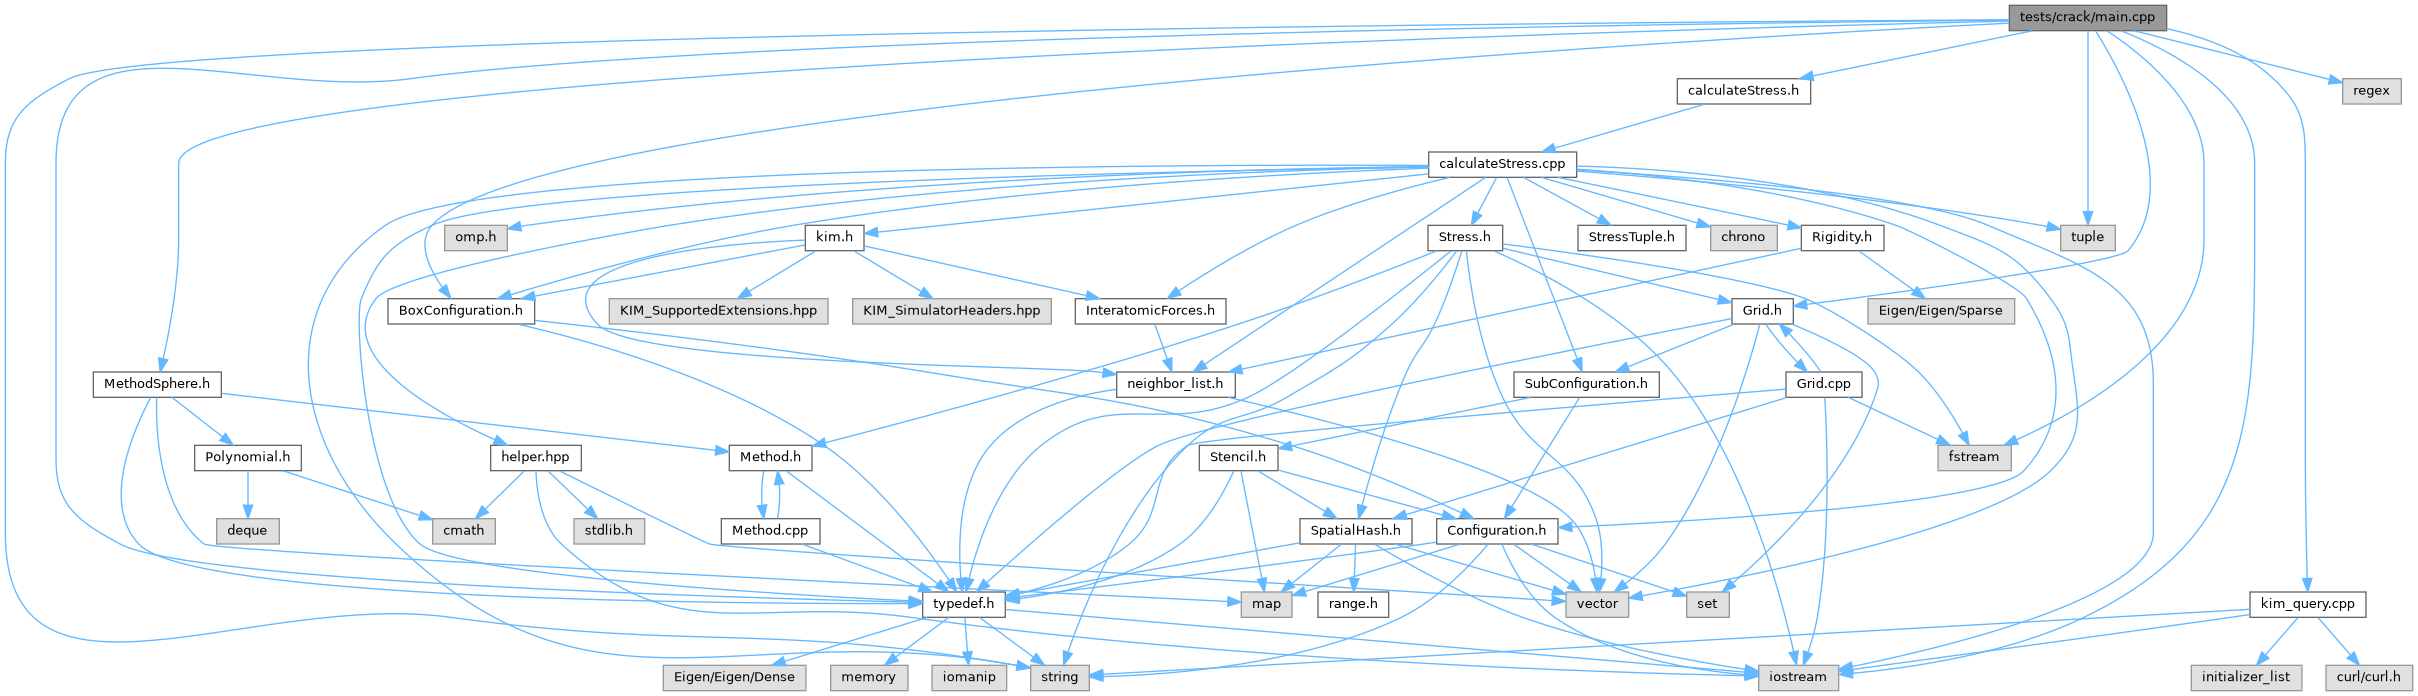 tests/crack/main.cpp
calculateStress.h
regex
calculateStress.cpp
omp.h
kim.h
Stress.h
StressTuple.h
chrono
Rigidity.h
tuple
BoxConfiguration.h
KIM_SupportedExtensions.hpp
KIM_SimulatorHeaders.hpp
InteratomicForces.h
Grid.h
Eigen/Eigen/Sparse
MethodSphere.h
neighbor_list.h
SubConfiguration.h
Grid.cpp
Polynomial.h
helper.hpp
Method.h
Stencil.h
fstream
deque
cmath
stdlib.h
Method.cpp
SpatialHash.h
Configuration.h
typedef.h
map
range.h
vector
set
kim_query.cpp
Eigen/Eigen/Dense
memory
iomanip
string
iostream
initializer_list
curl/curl.h